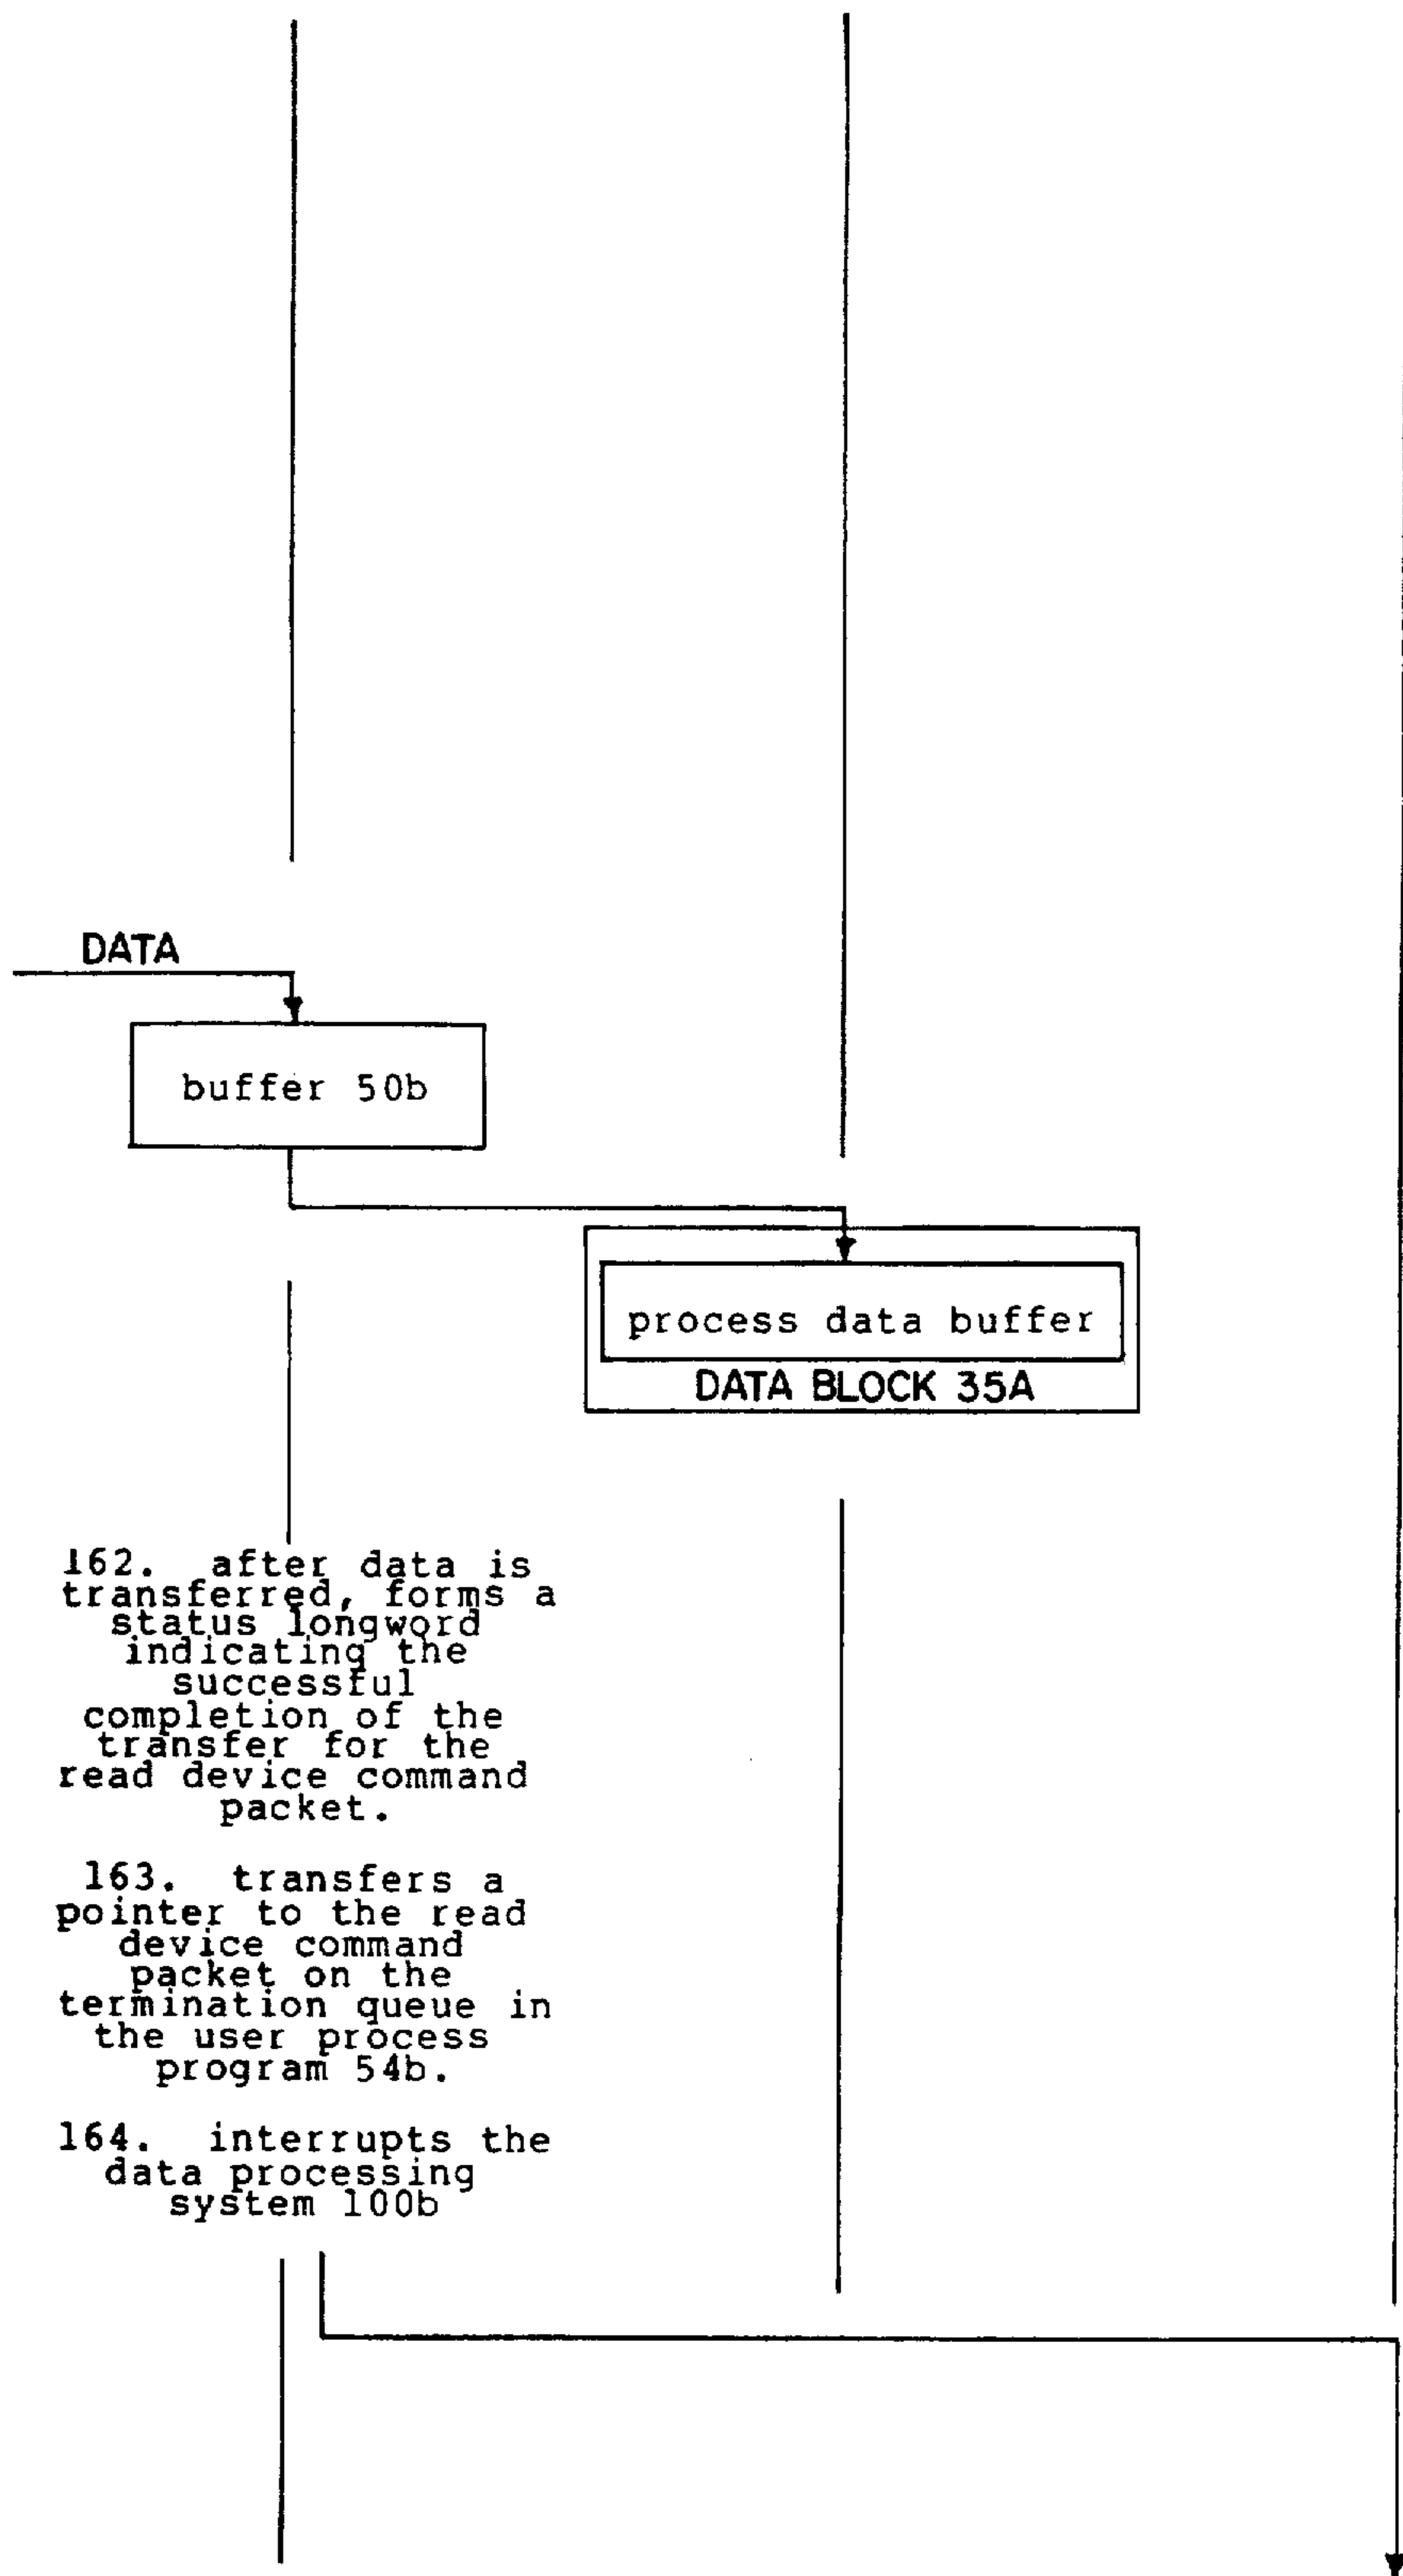 DATA
buffer 50b
process data buffer
DATA BLOCK 35A
162. after data is
transferred, forms a
status longword
indicating the
successful
completion of the
transfer for the
read device command
packet.
163. transfers a
pointer to the read
device command
packet on the
termination queue in
the user process
program 54b.
164. interrupts the
data processing
system 100b